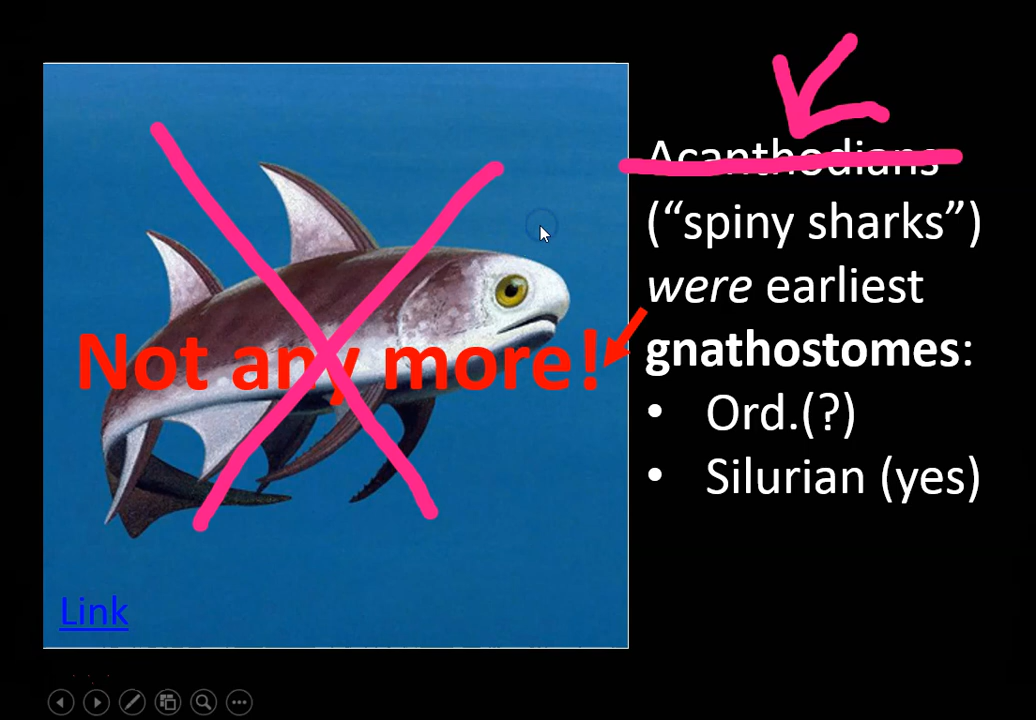 Acanthodians
(“spiny sharks”)
were earliest
gnathostomes:
• Ord.(?)
• Silurian (yes)
Not any more!
Link